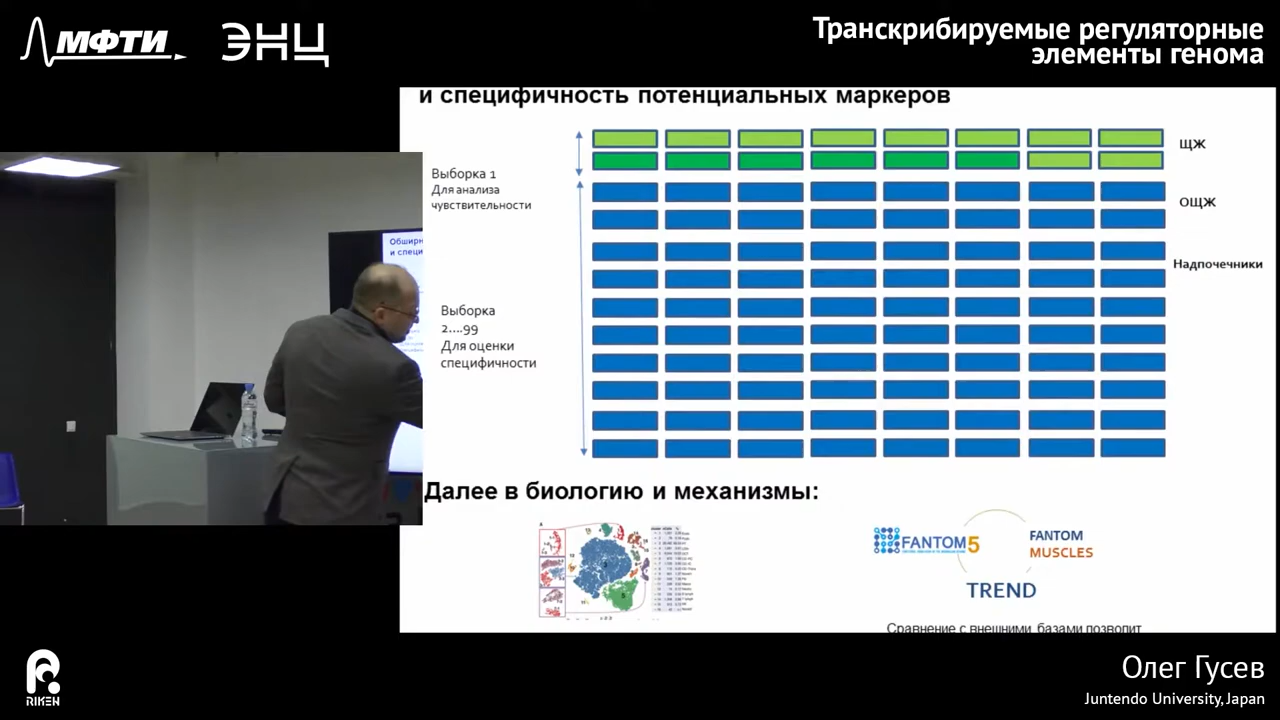 МФТИ
ЭНЦ
Транскрибируемые регуляторные
элементы генома
и специфичность потенциальных маркеров
Выборка 1
Для анализа
чувствительности
ЩЖ
ОЩЖ
Надпочечники
Обширн
и специ
Выборка
2....99
Для оценки
специфичности
Далее в биологию и механизмы:
FANTOM5
FANTOM
MUSCLES
TREND
Сравнение с внешними базами позволит
RIKEN
Олег Гусев
Juntendo University, Japan